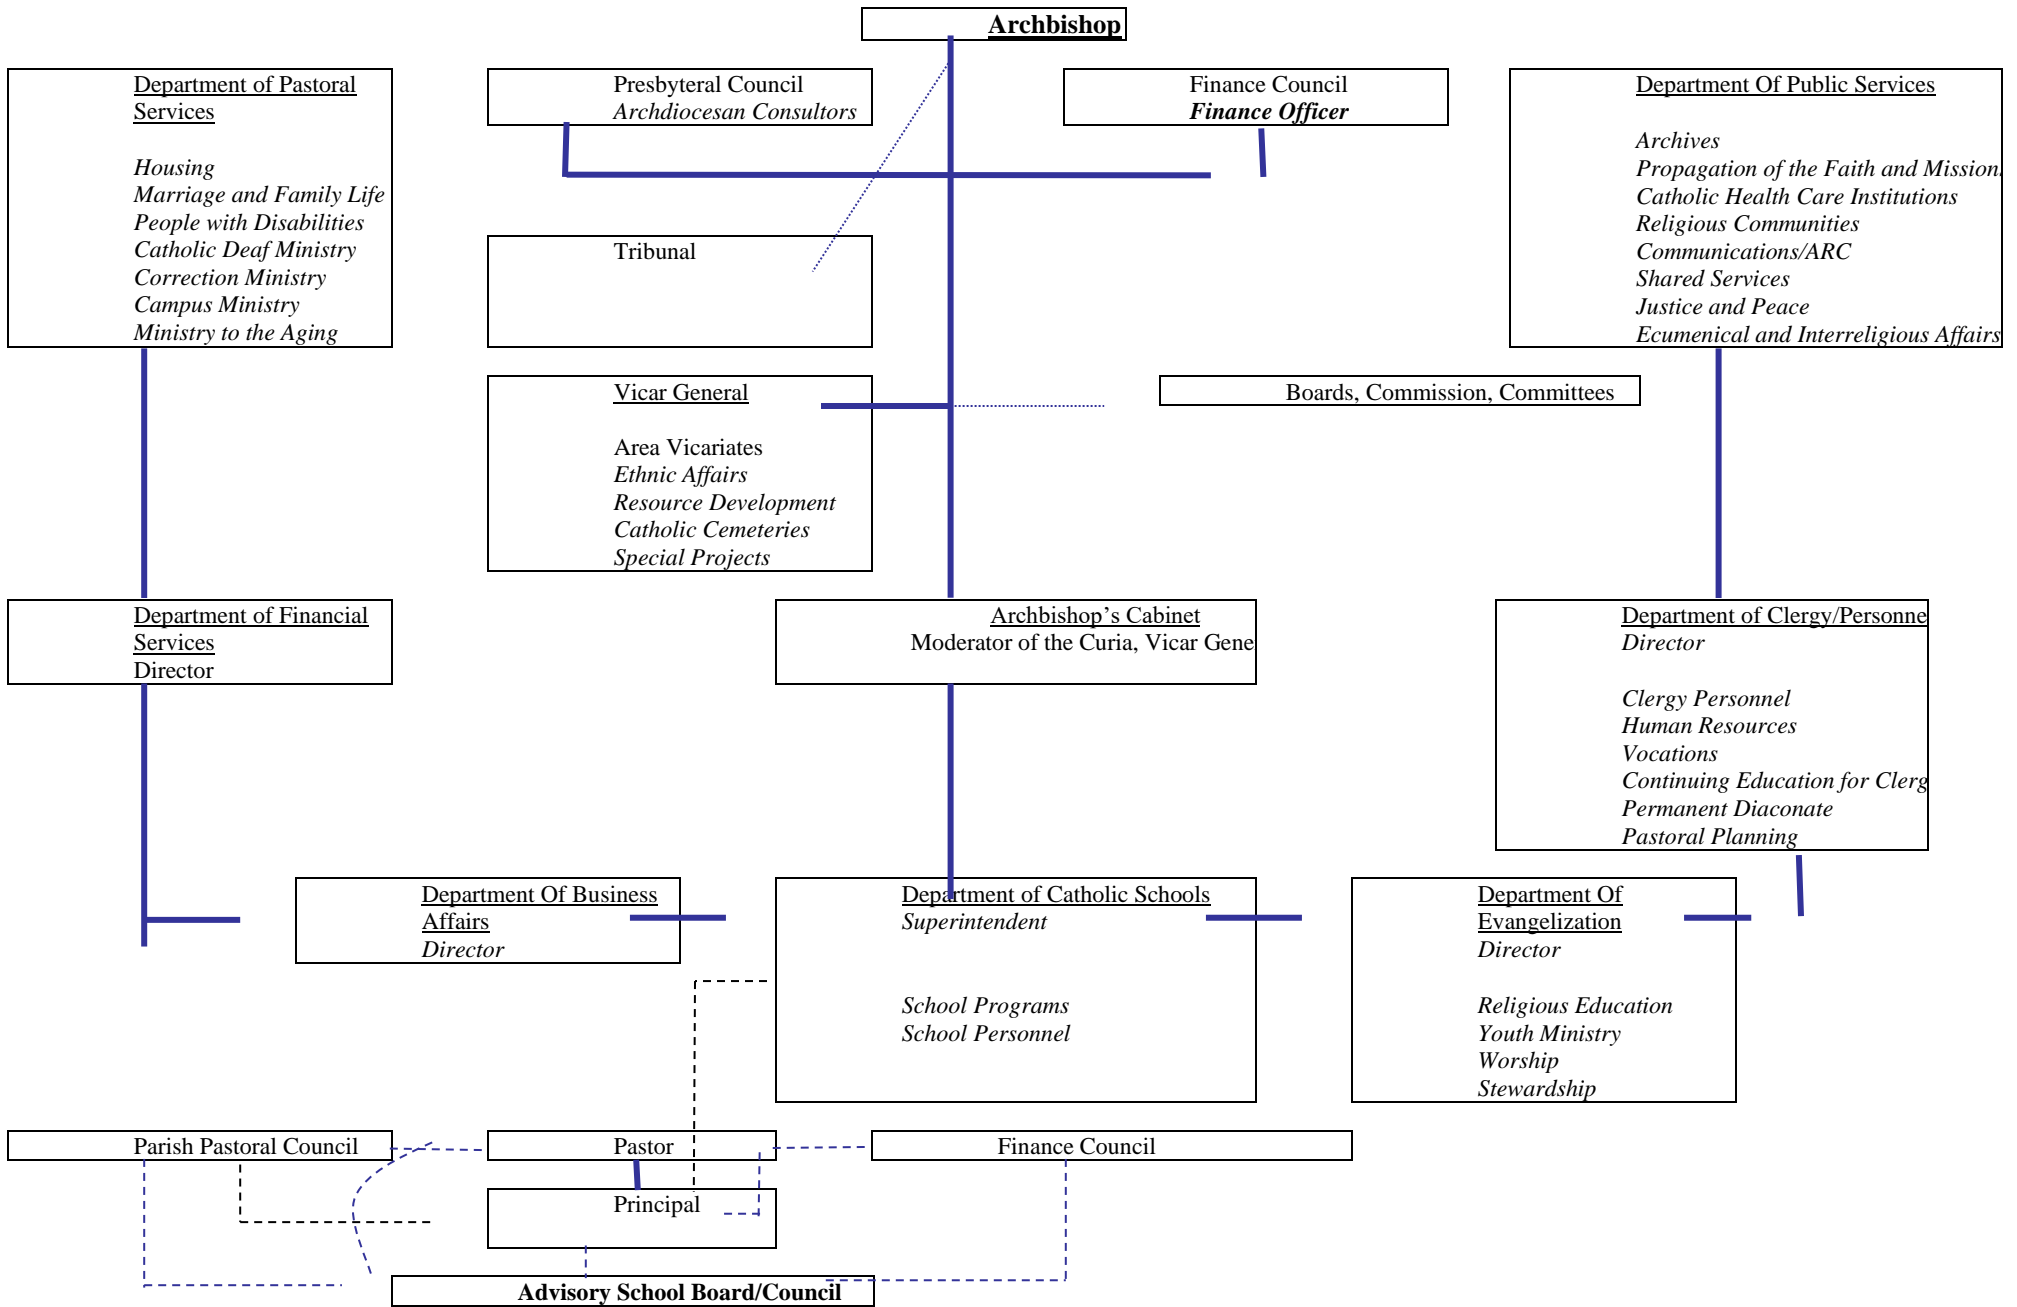 Archbishop
Department of Pastoral
Services
Housing
Marriage and Family Life
People with Disabilities
Catholic Deaf Ministry
Correction Ministry
Campus Ministry
Ministry to the Aging
Presbyteral Council
Archdiocesan Consultors
Finance Council
Finance Officer
Department Of Public Services
Archives
Propagation of the Faith and Mission
Catholic Health Care Institutions
Religious Communities
Communications/ARC
Shared Services
Justice and Peace
Ecumenical and Interreligious Affairs
Tribunal
Vicar General
Area Vicariates
Ethnic Affairs
Resource Development
Catholic Cemeteries
Special Projects
Boards, Commission, Committees
Department of Financial
Services
Director
Archbishop’s Cabinet
Moderator of the Curia, Vicar Gene
Department of Clergy/Personne
Director
Clergy Personnel
Human Resources
Vocations
Continuing Education for Clerg
Permanent Diaconate
Pastoral Planning
Department Of Business
Affairs
Director
Department of Catholic Schools
Superintendent
School Programs
School Personnel
Department Of
Evangelization
Director
Religious Education
Youth Ministry
Worship
Stewardship
Parish Pastoral Council
Pastor
Finance Council
Principal
Advisory School Board/Council